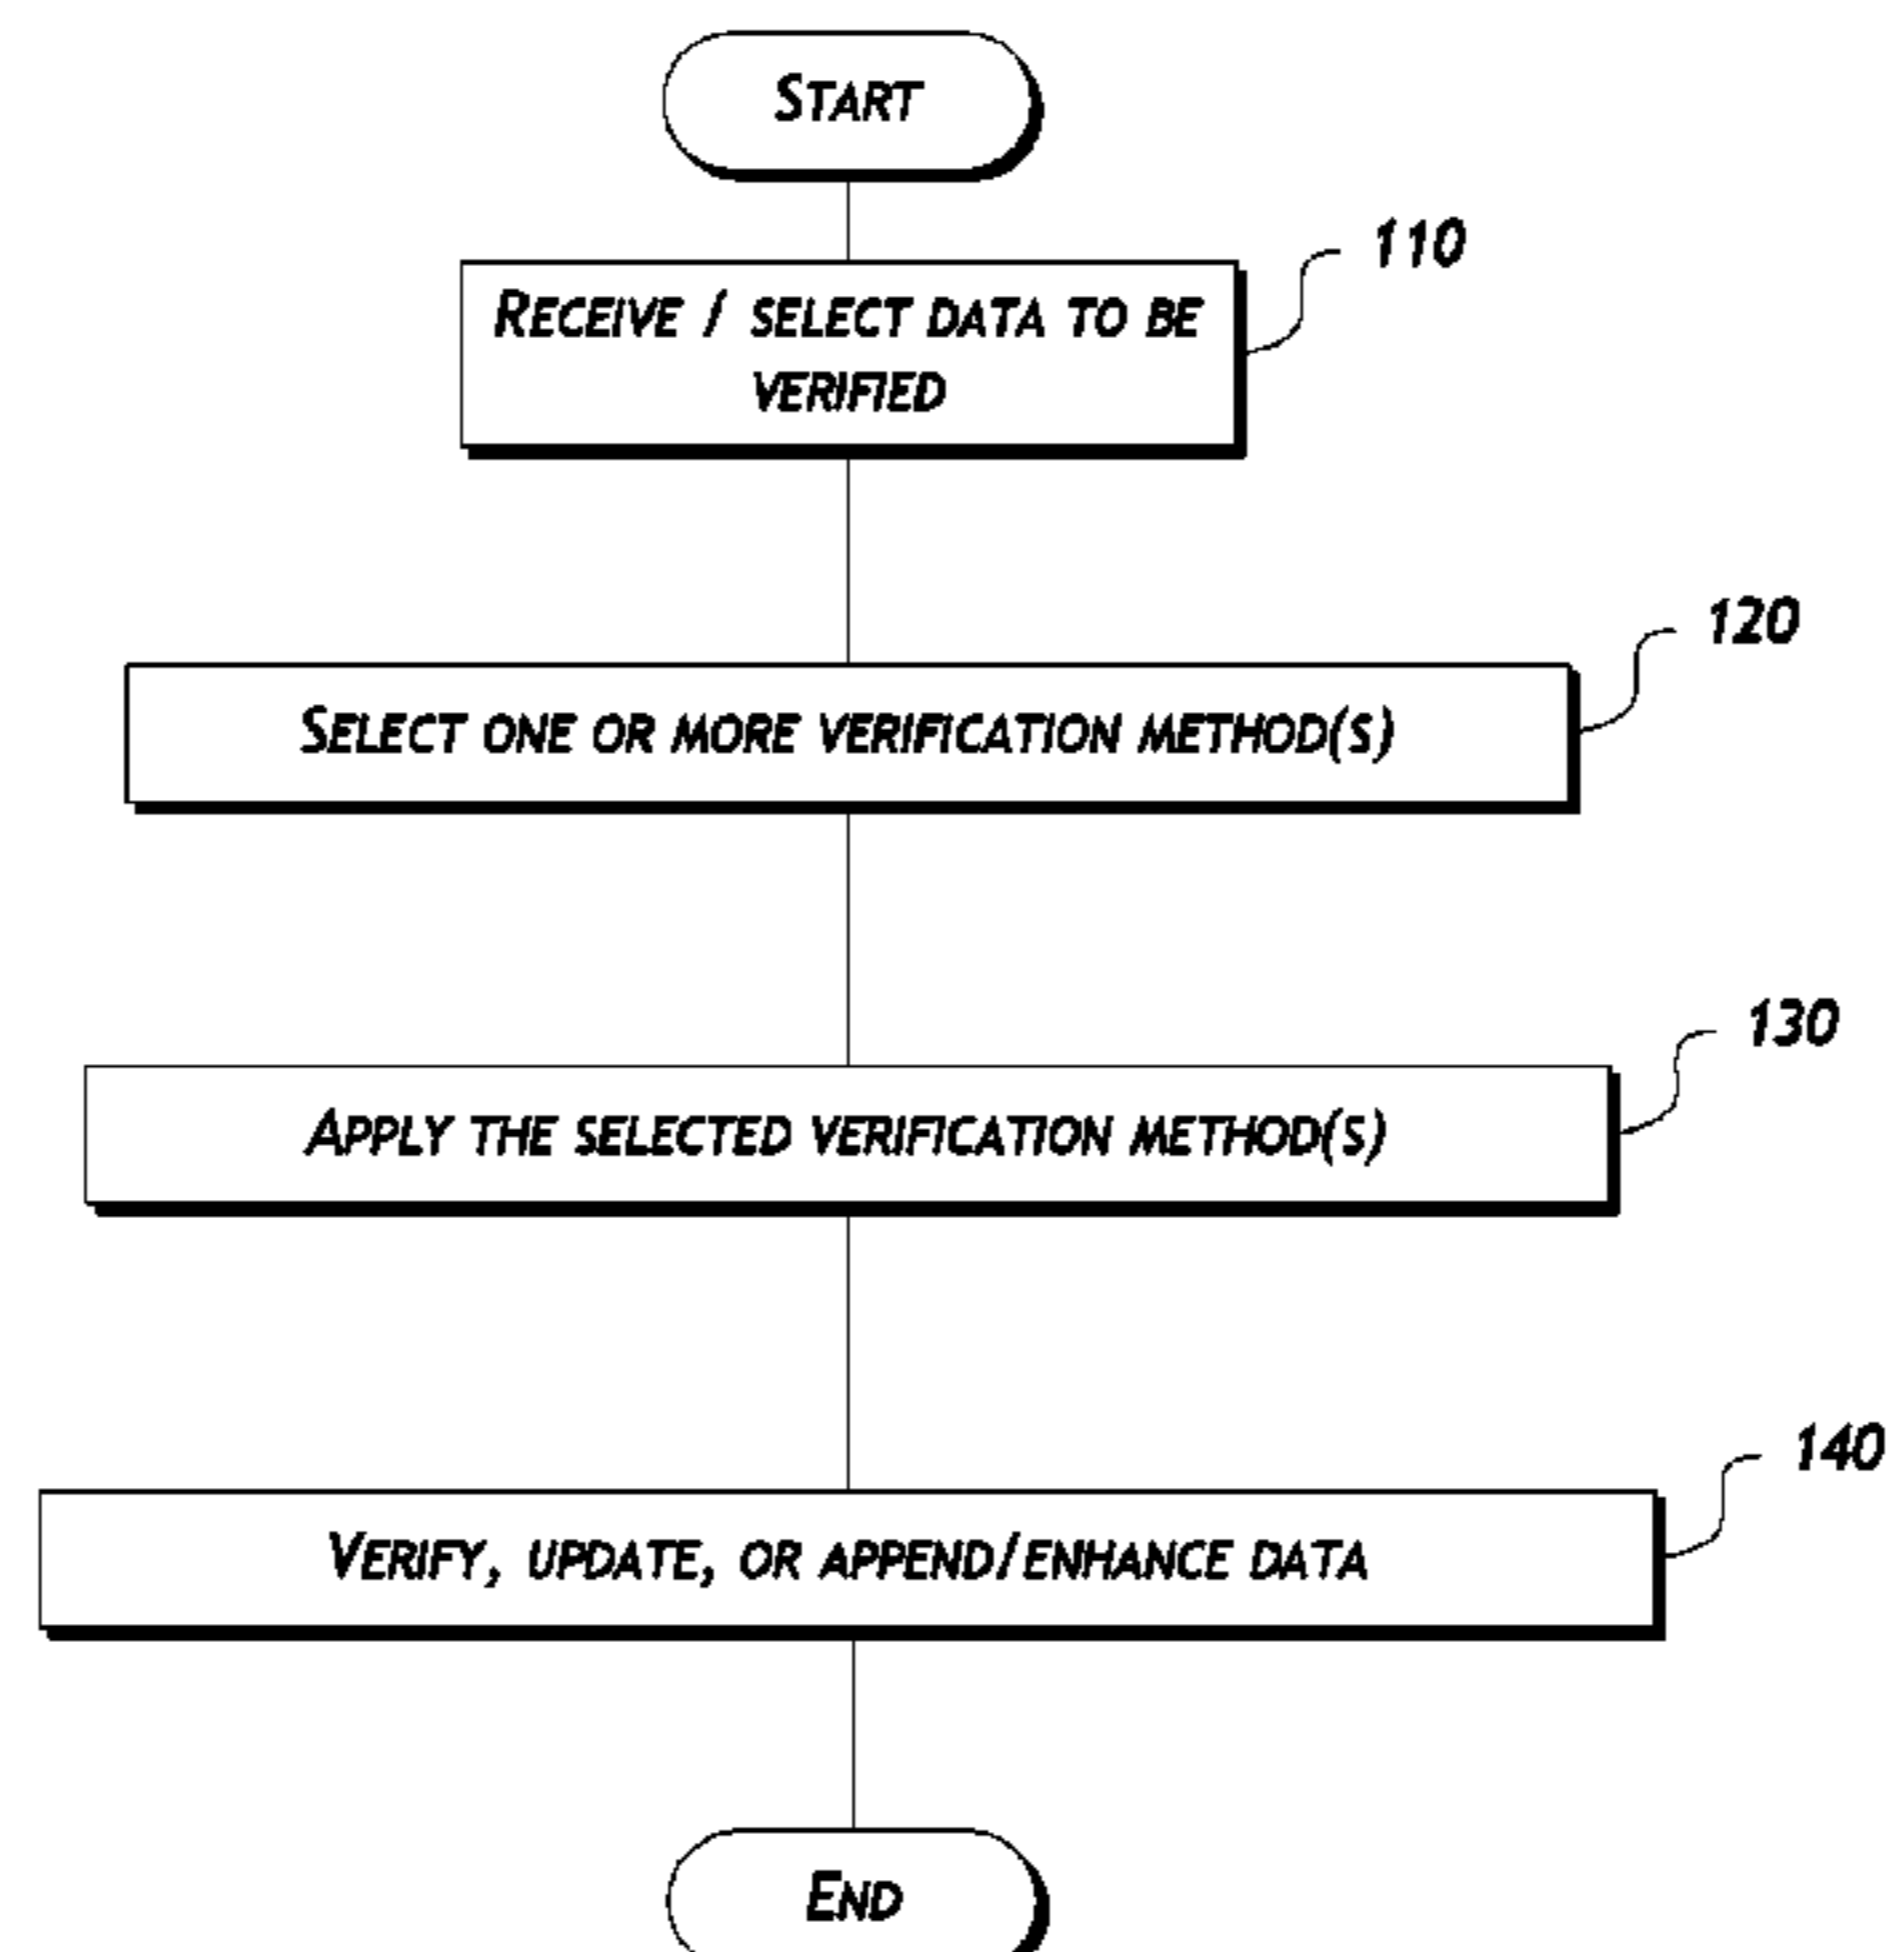 START
110
RECEIVE / SELECT DATA TO BE
VERIFIED
120
SELECT ONE OR MORE VERIFICATION METHOD(S)
130
APPLY THE SELECTED VERIFICATION METHOD(S)
140
VERIFY, UPDATE, OR APPEND/ENHANCE DATA
END